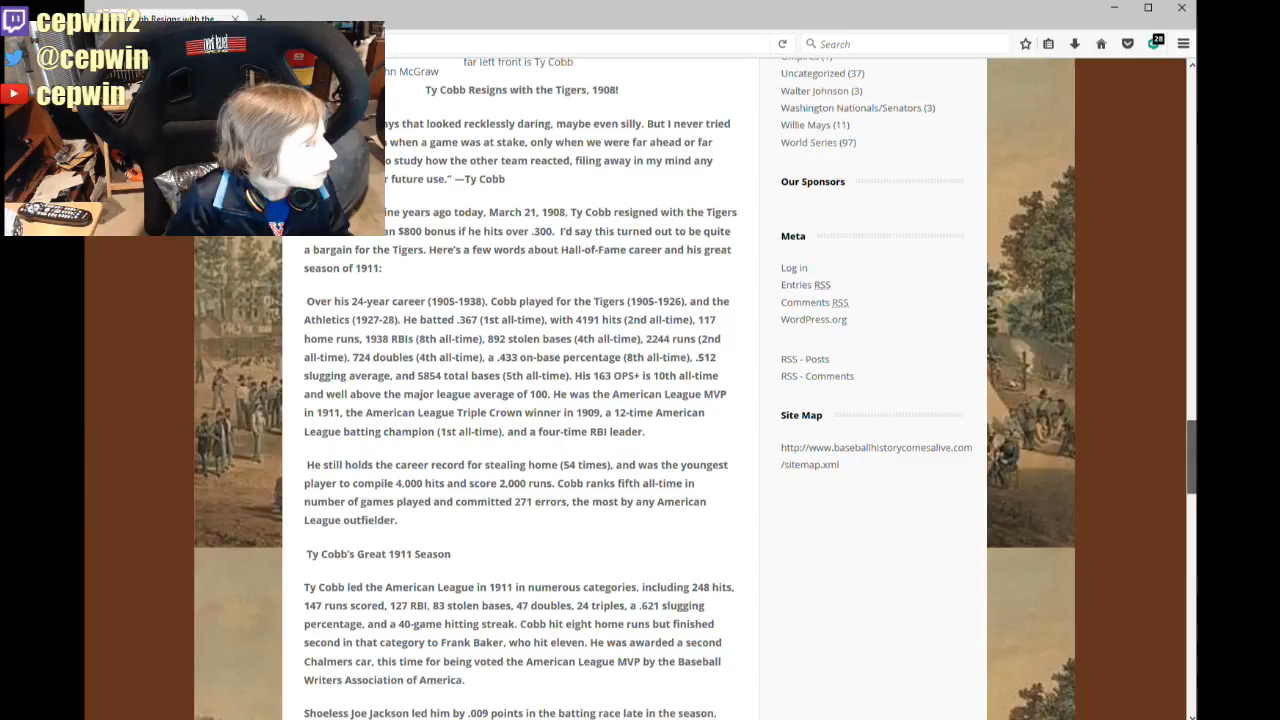 cepwin2
@cepwin
cepwin
Resigns with the
Search
28
far left front is Ty Cobb
hn McGraw
Ty Cobb Resigns with the Tigers, 1908!
ys that looked recklessly daring, maybe even silly. But I never tried
when a game was at stake, only when we were far ahead or far
o study how the other team reacted, filing away in my mind any
r future use.” —Ty Cobb
ine years ago today, March 21, 1908, Ty Cobb resigned with the Tigers
an $800 bonus if he hits over .300. I'd say this turned out to be quite
a bargain for the Tigers. Here's a few words about Hall-of-Fame career and his great
season of 1911:
Over his 24-year career (1905-1938), Cobb played for the Tigers (1905-1926), and the
Athletics (1927-28). He batted .367 (1st all-time), with 4191 hits (2nd all-time), 117
home runs, 1938 RBIs (8th all-time), 892 stolen bases (4th all-time), 2244 runs (2nd
all-time), 724 doubles (4th all-time), a .433 on-base percentage (8th all-time), .512
slugging average, and 5854 total bases (5th all-time). His 163 OPS+ is 10th all-time
and well above the major league average of 100. He was the American League MVP
in 1911, the American League Triple Crown winner in 1909, a 12-time American
League batting champion (1st all-time), and a four-time RBI leader.
He still holds the career record for stealing home (54 times), and was the youngest
player to compile 4,000 hits and score 2,000 runs. Cobb ranks fifth all-time in
number of games played and committed 271 errors, the most by any American
League outfielder.
Ty Cobb's Great 1911 Season
Ty Cobb led the American League in 1911 in numerous categories, including 248 hits,
147 runs scored, 127 RBI, 83 stolen bases, 47 doubles, 24 triples, a .621 slugging
percentage, and a 40-game hitting streak. Cobb hit eight home runs but finished
second in that category to Frank Baker, who hit eleven. He was awarded a second
Chalmers car, this time for being voted the American League MVP by the Baseball
Writers Association of America.
Shoeless Joe Jackson led him by .009 points in the batting race late in the season.
Uncategorized (37)
Walter Johnson (3)
Washington Nationals/Senators (3)
Willie Mays (11)
World Series (97)
Our Sponsors
Meta
Log in
Entries RSS
Comments RSS
WordPress.org
RSS - Posts
RSS - Comments
Site Map
http://www.baseballhistorycomesalive.com
/sitemap.xml